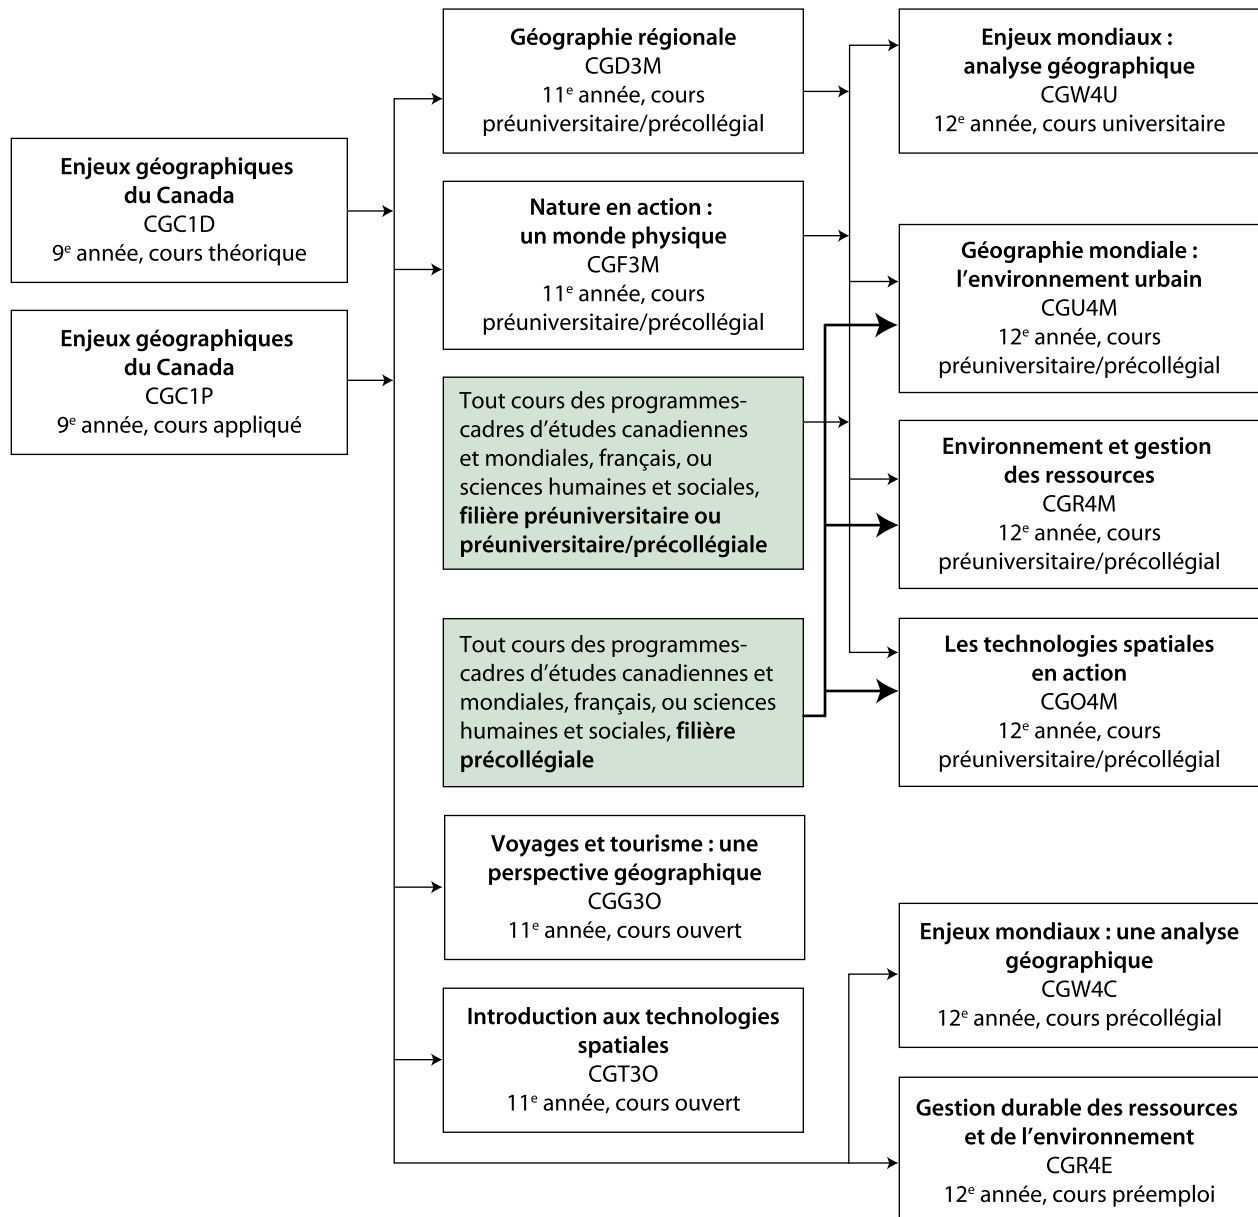 Enjeux géographiques
du Canada
CGC1D
9e année, cours théorique
Enjeux géographiques
du Canada
CGC1P
9e année, cours appliqué
Géographie régionale
CGD3M
11e année, cours
préuniversitaire/précollégial
Nature en action :
un monde physique
CGF3M
11e année, cours
préuniversitaire/précollégial
Tout cours des programmes-
cadres d’études canadiennes
et mondiales, français, ou
sciences humaines et sociales,
filière préuniversitaire ou
préuniversitaire/précollégiale
Tout cours des programmes-
cadres d’études canadiennes et
mondiales, français, ou sciences
humaines et sociales, filière
précollégiale
Voyages et tourisme : une
perspective géographique
CGG3O
11e année, cours ouvert
Introduction aux technologies
spatiales
CGT3O
11e année, cours ouvert
Enjeux mondiaux :
analyse géographique
CGW4U
12e année, cours universitaire
Géographie mondiale :
l’environnement urbain
CGU4M
12e année, cours
préuniversitaire/précollégial
Environnement et gestion
des ressources
CGR4M
12e année, cours
préuniversitaire/précollégial
Les technologies spatiales
en action
CGO4M
12e année, cours
préuniversitaire/précollégial
Enjeux mondiaux : une analyse
géographique
CGW4C
12e année, cours précollégial
Gestion durable des ressources
et de l’environnement
CGR4E
12e année, cours préemploi